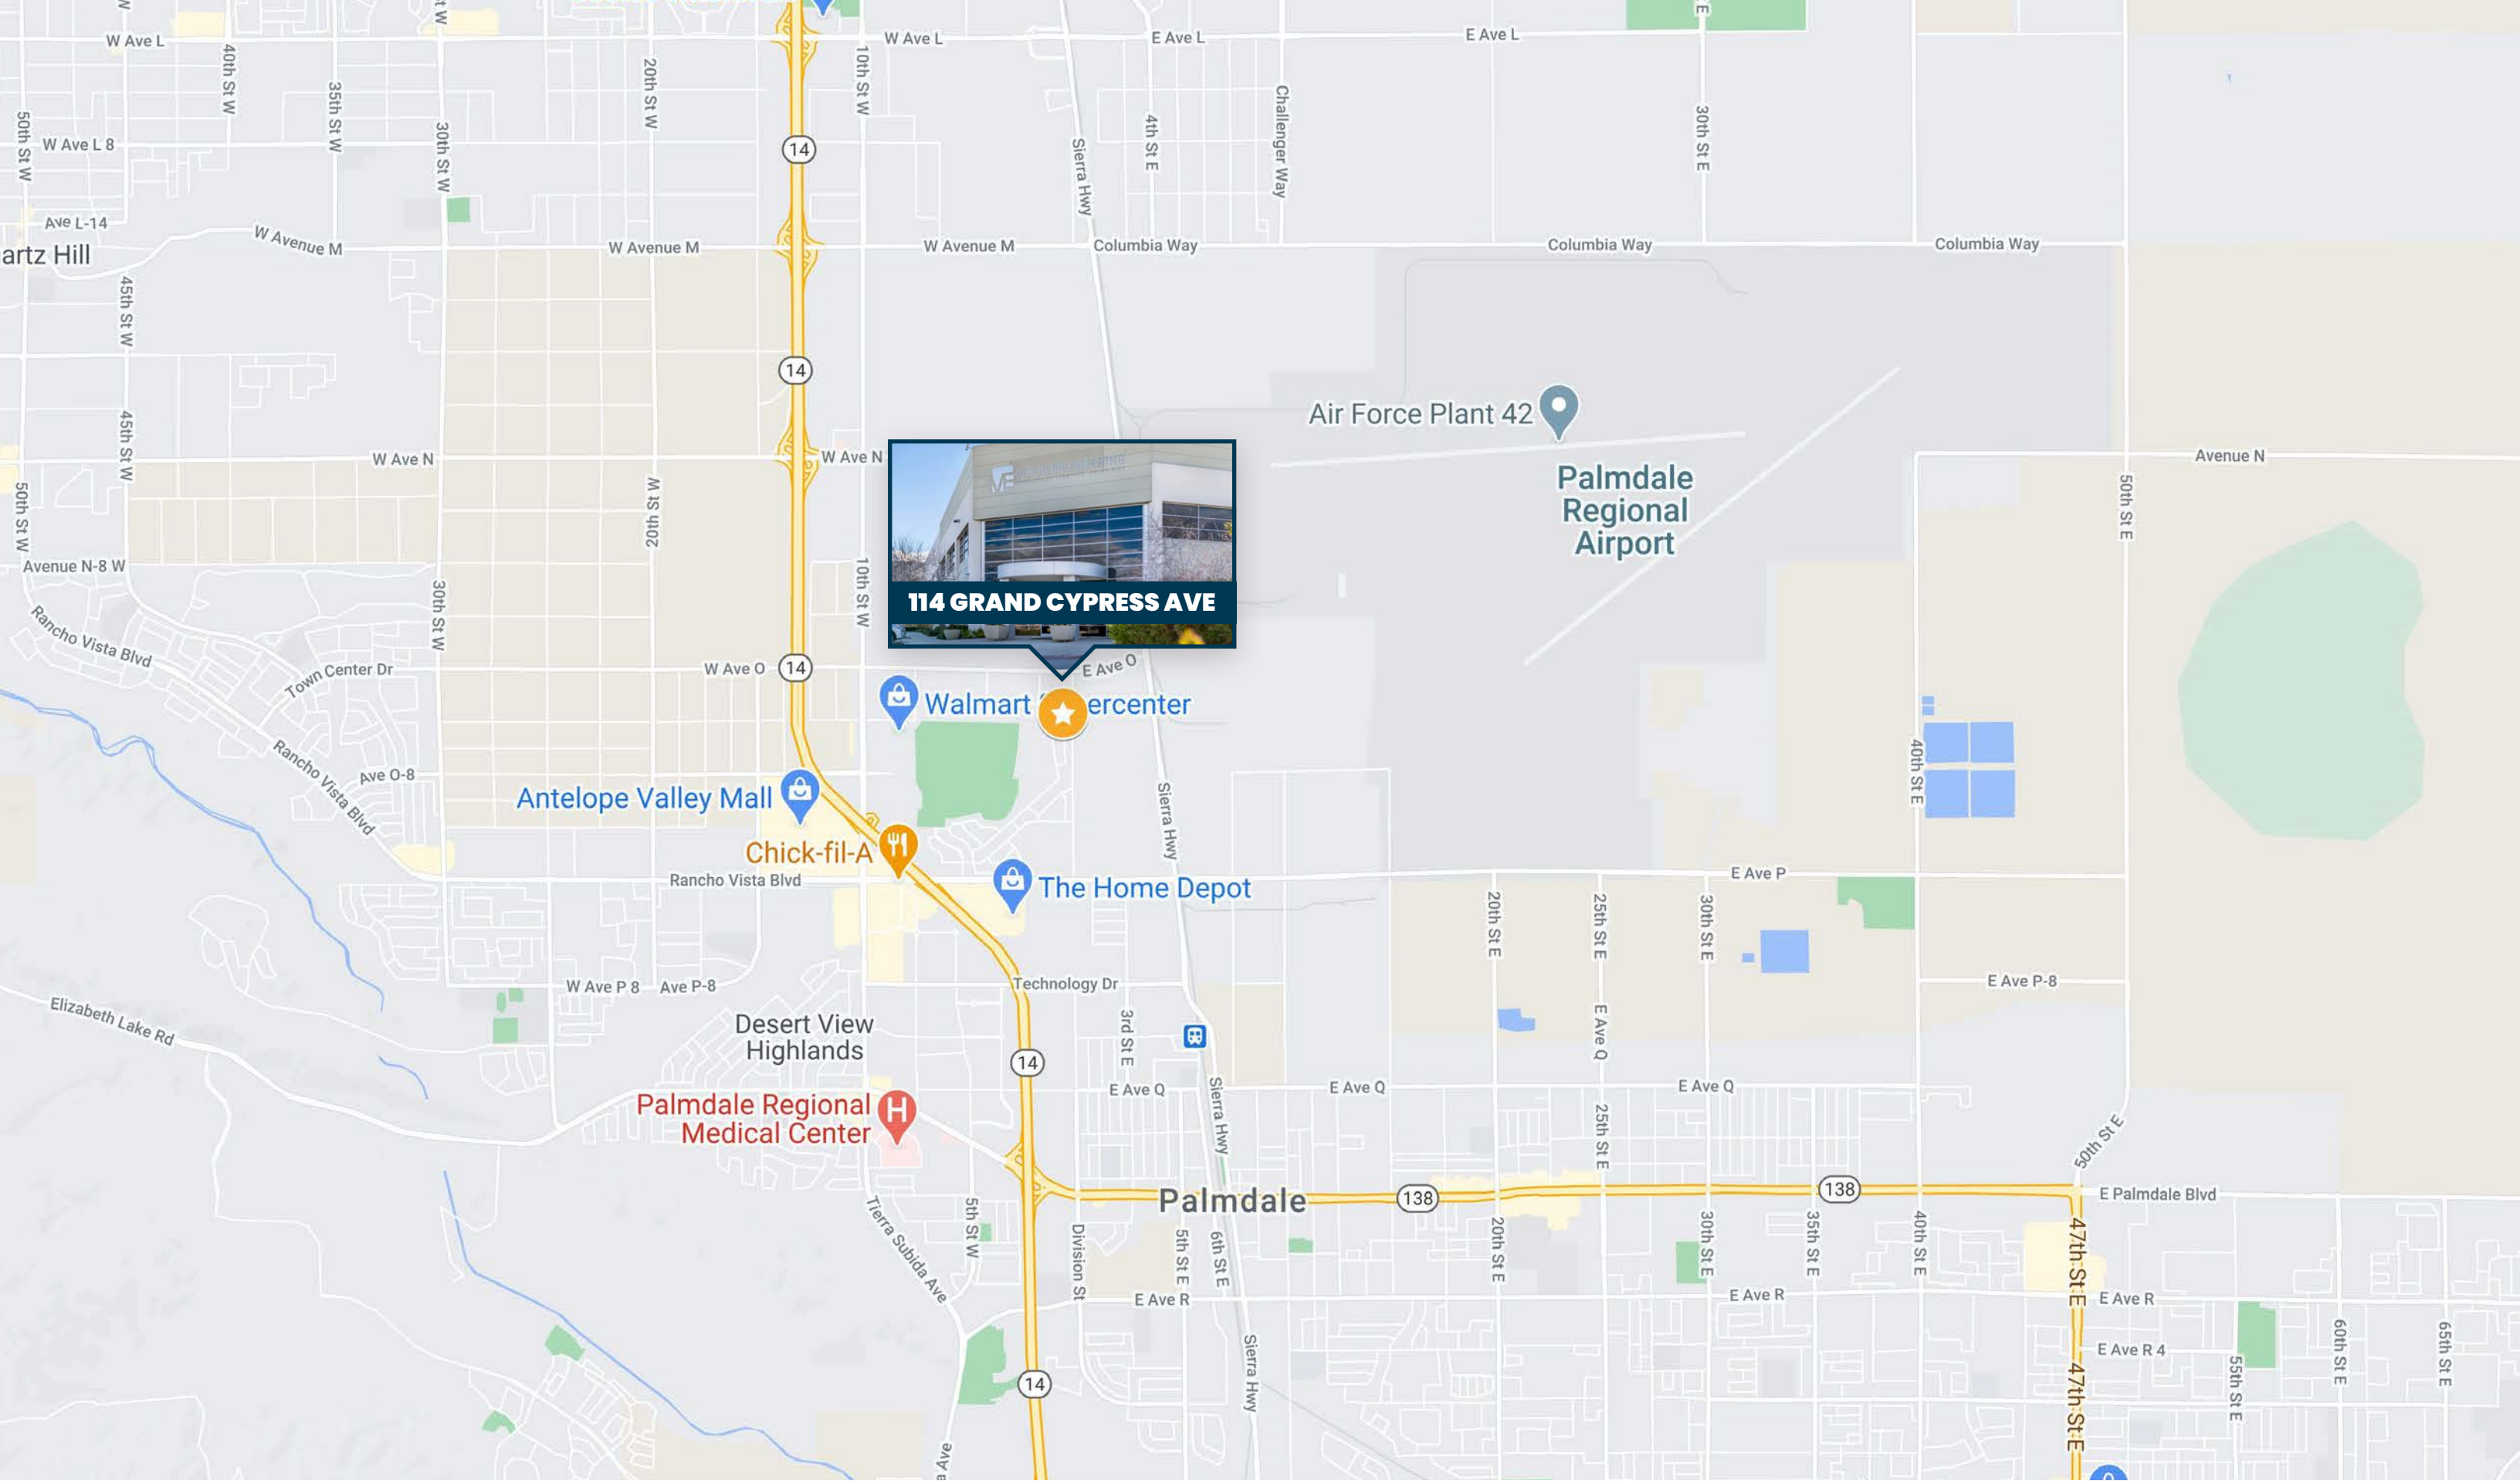 W Ave L
W Ave L
E Ave L
E Ave L
40th St W
35th St W
30th St W
20th St W
10th St W
50th St W
W Ave L 8
14
Sierra Hwy
4th St E
Challenger Way
30th St E
Ave L-14
artz Hill
W Avenue M
W Avenue M
W Avenue M
Columbia Way
Columbia Way
Columbia Way
45th St W
14
Air Force Plant 42
45th St W
W Ave N
W Ave N
Avenue N
Palmdale
Regional
Airport
50th St W
20th St W
50th St E
Avenue N-8 W
30th St W
10th St W
114 GRAND CYPRESS AVE
Rancho Vista Blvd
Town Center Dr
W Ave O
14
E Ave O
Walmart
ercenter
Rancho Vista Blvd
Ave O-8
Antelope Valley Mall
Sierra Hwy
40th St E
Chick-fil-A
Rancho Vista Blvd
The Home Depot
E Ave P
20th St E
25th St E
30th St E
W Ave P 8
Ave P-8
Technology Dr
E Ave P-8
Elizabeth Lake Rd
Desert View
Highlands
3rd St E
E Ave Q
14
E Ave Q
E Ave Q
E Ave Q
Palmdale Regional
Medical Center
H
Sierra Hwy
25th St E
50th St E
Palmdale
138
138
E Palmdale Blvd
Tierra Subida Ave
5th St W
Division St
5th St E
6th St E
20th St E
30th St E
35th St E
40th St E
47th St E
E Ave R
E Ave R
E Ave R
E Ave R 4
60th St E
65th St E
55th St E
14
Sierra Hwy
47th St E